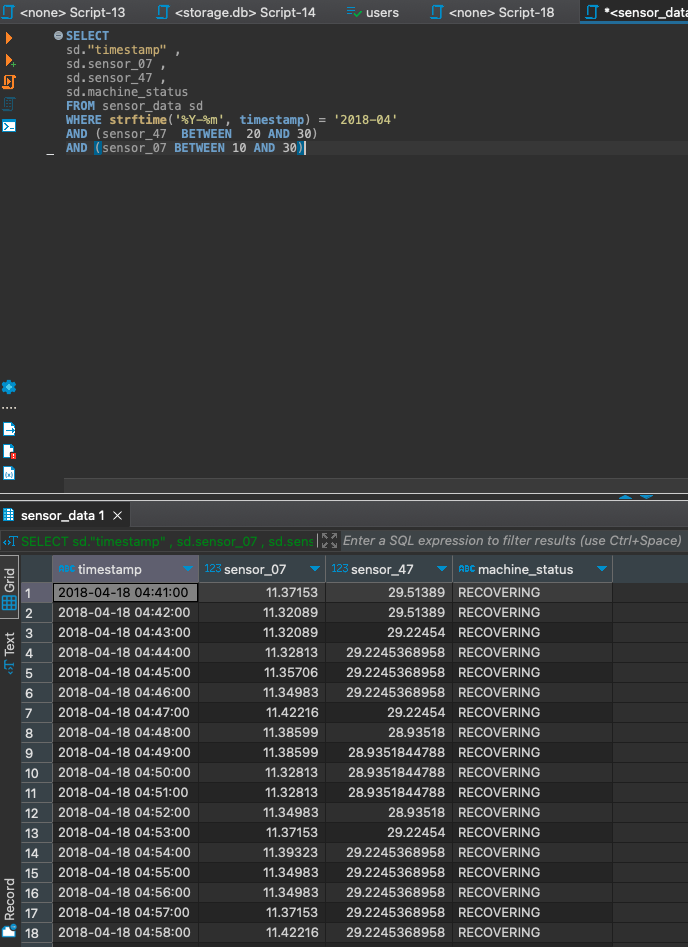 <none> Script-13 <storage.db> Script-14 users <none> Script-18 *<sensor_data
SELECT
sd."timestamp" ,
sd.sensor_07 ,
sd.sensor_47 ,
sd.machine_status
FROM sensor_data sd
WHERE strftime('%Y-%m', timestamp) = '2018-04'
AND (sensor_47  BETWEEN  20 AND 30)
AND (sensor_07 BETWEEN 10 AND 30)
sensor_data 1
SELECT sd."timestamp" , sd.sensor_07 , sd.sens Enter a SQL expression to filter results (use Ctrl+Space)
Grid
Text
Record
ABC timestamp 123 sensor_07 123 sensor_47 ABC machine_status
1 2018-04-18 04:41:00 11.37153 29.51389 RECOVERING
2 2018-04-18 04:42:00 11.32089 29.51389 RECOVERING
3 2018-04-18 04:43:00 11.32089 29.22454 RECOVERING
4 2018-04-18 04:44:00 11.32813 29.2245368958 RECOVERING
5 2018-04-18 04:45:00 11.35706 29.2245368958 RECOVERING
6 2018-04-18 04:46:00 11.34983 29.2245368958 RECOVERING
7 2018-04-18 04:47:00 11.42216 29.22454 RECOVERING
8 2018-04-18 04:48:00 11.38599 28.93518 RECOVERING
9 2018-04-18 04:49:00 11.38599 28.9351844788 RECOVERING
10 2018-04-18 04:50:00 11.32813 28.9351844788 RECOVERING
11 2018-04-18 04:51:00 11.32813 28.9351844788 RECOVERING
12 2018-04-18 04:52:00 11.34983 28.93518 RECOVERING
13 2018-04-18 04:53:00 11.37153 29.22454 RECOVERING
14 2018-04-18 04:54:00 11.39323 29.2245368958 RECOVERING
15 2018-04-18 04:55:00 11.34983 29.2245368958 RECOVERING
16 2018-04-18 04:56:00 11.34983 29.2245368958 RECOVERING
17 2018-04-18 04:57:00 11.37153 29.2245368958 RECOVERING
18 2018-04-18 04:58:00 11.42216 29.2245368958 RECOVERING